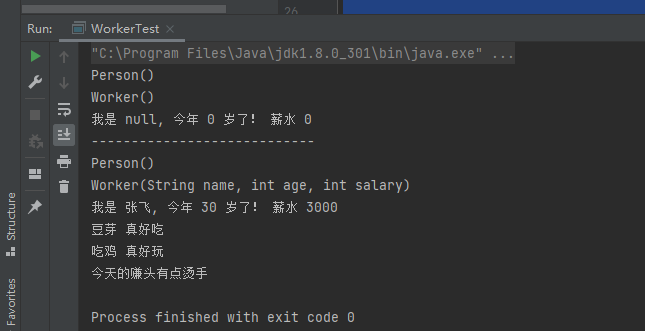 26
Run: WorkerTest ×
"C:\Program Files\Java\jdk1.8.0_301\bin\java.exe" ...
Person()
Worker()
我是 null, 今年 0 岁了! 薪水 0
----------------------------
Person()
Worker(String name, int age, int salary)
我是 张飞, 今年 30 岁了! 薪水 3000
豆芽 真好吃
吃鸡 真好玩
今天的赚头有点烫手
Process finished with exit code 0
Structure
Favorites